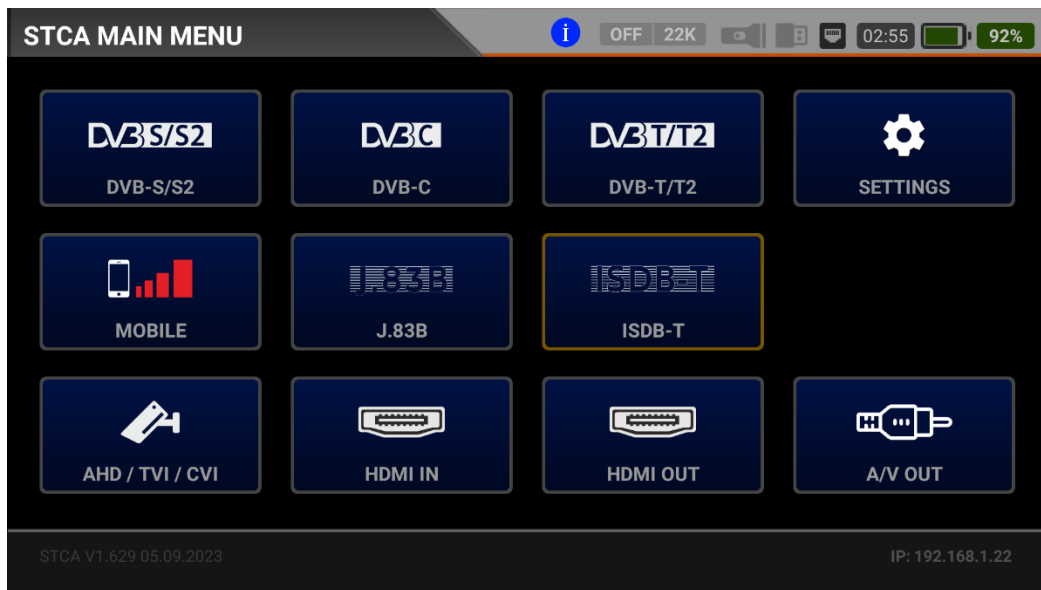 STCA MAIN MENU
i OFF 22K 02:55 92%
DVB S/S2 DVB C DVB T/T2
DVB-S/S2 DVB-C DVB-T/T2 SETTINGS
J.83B ISDB-T
MOBILE J.83B ISDB-T
AHD / TVI / CVI HDMI IN HDMI OUT A/V OUT
STCA V1.629 05.09.2023 IP: 192.168.1.22